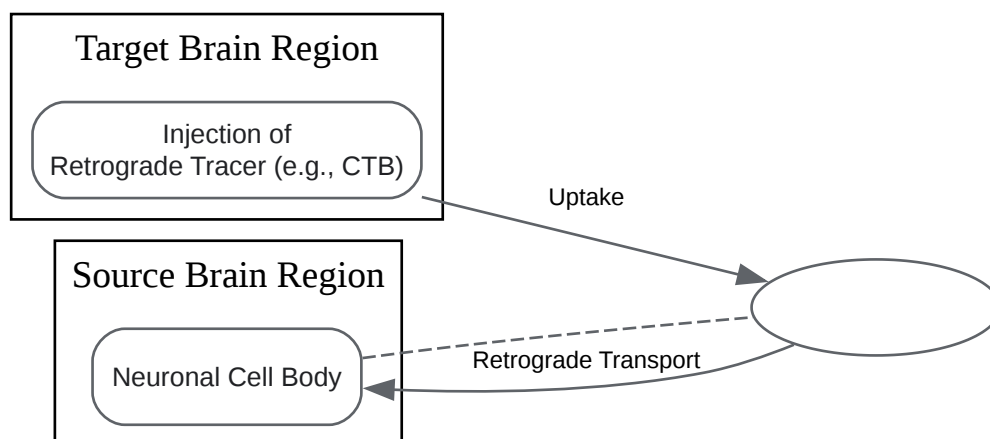 Target Brain Region
Injection of
Retrograde Tracer (e.g., CTB)
Uptake
Source Brain Region
Retrograde Transport
Neuronal Cell Body